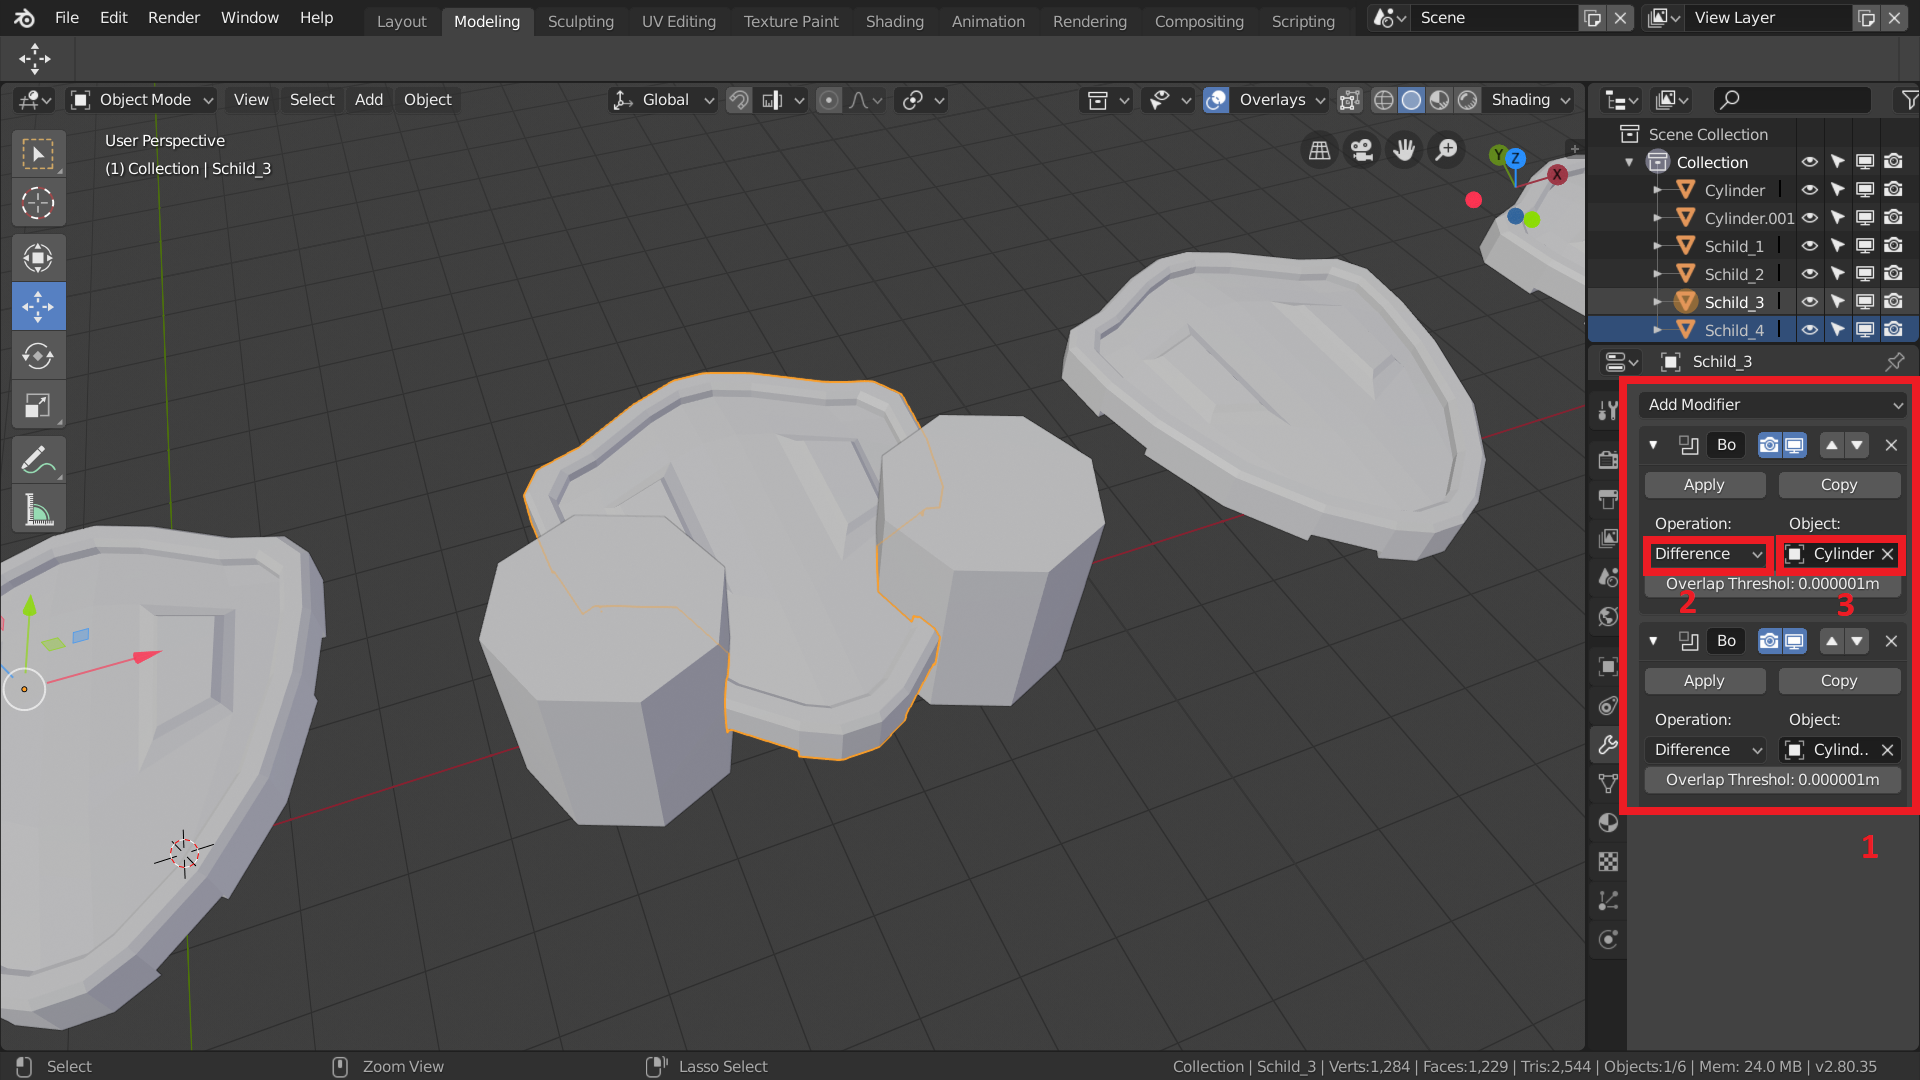 File Edit Render Window Help Layout Modeling Sculpting UV Editing Texture Paint Shading Animation Rendering Compositing Scripting Scene View Layer
Object Mode View Select Add Object Global Overlays Shading
User Perspective
(1) Collection | Schild_3
Y Z X
Scene Collection
Collection
Cylinder
Cylinder.001
Schild_1
Schild_2
Schild_3
Schild_4
Schild_3
Add Modifier
Bo
Apply Copy
Operation: Object:
Difference Cylinder
Overlap Threshol: 0.000001m
2 3
Bo
Apply Copy
Operation: Object:
Difference Cylind..
Overlap Threshol: 0.000001m
1
Select Zoom View Lasso Select Collection | Schild_3 | Verts:1,284 | Faces:1,229 | Tris:2,544 | Objects:1/6 | Mem: 24.0 MB | v2.80.35